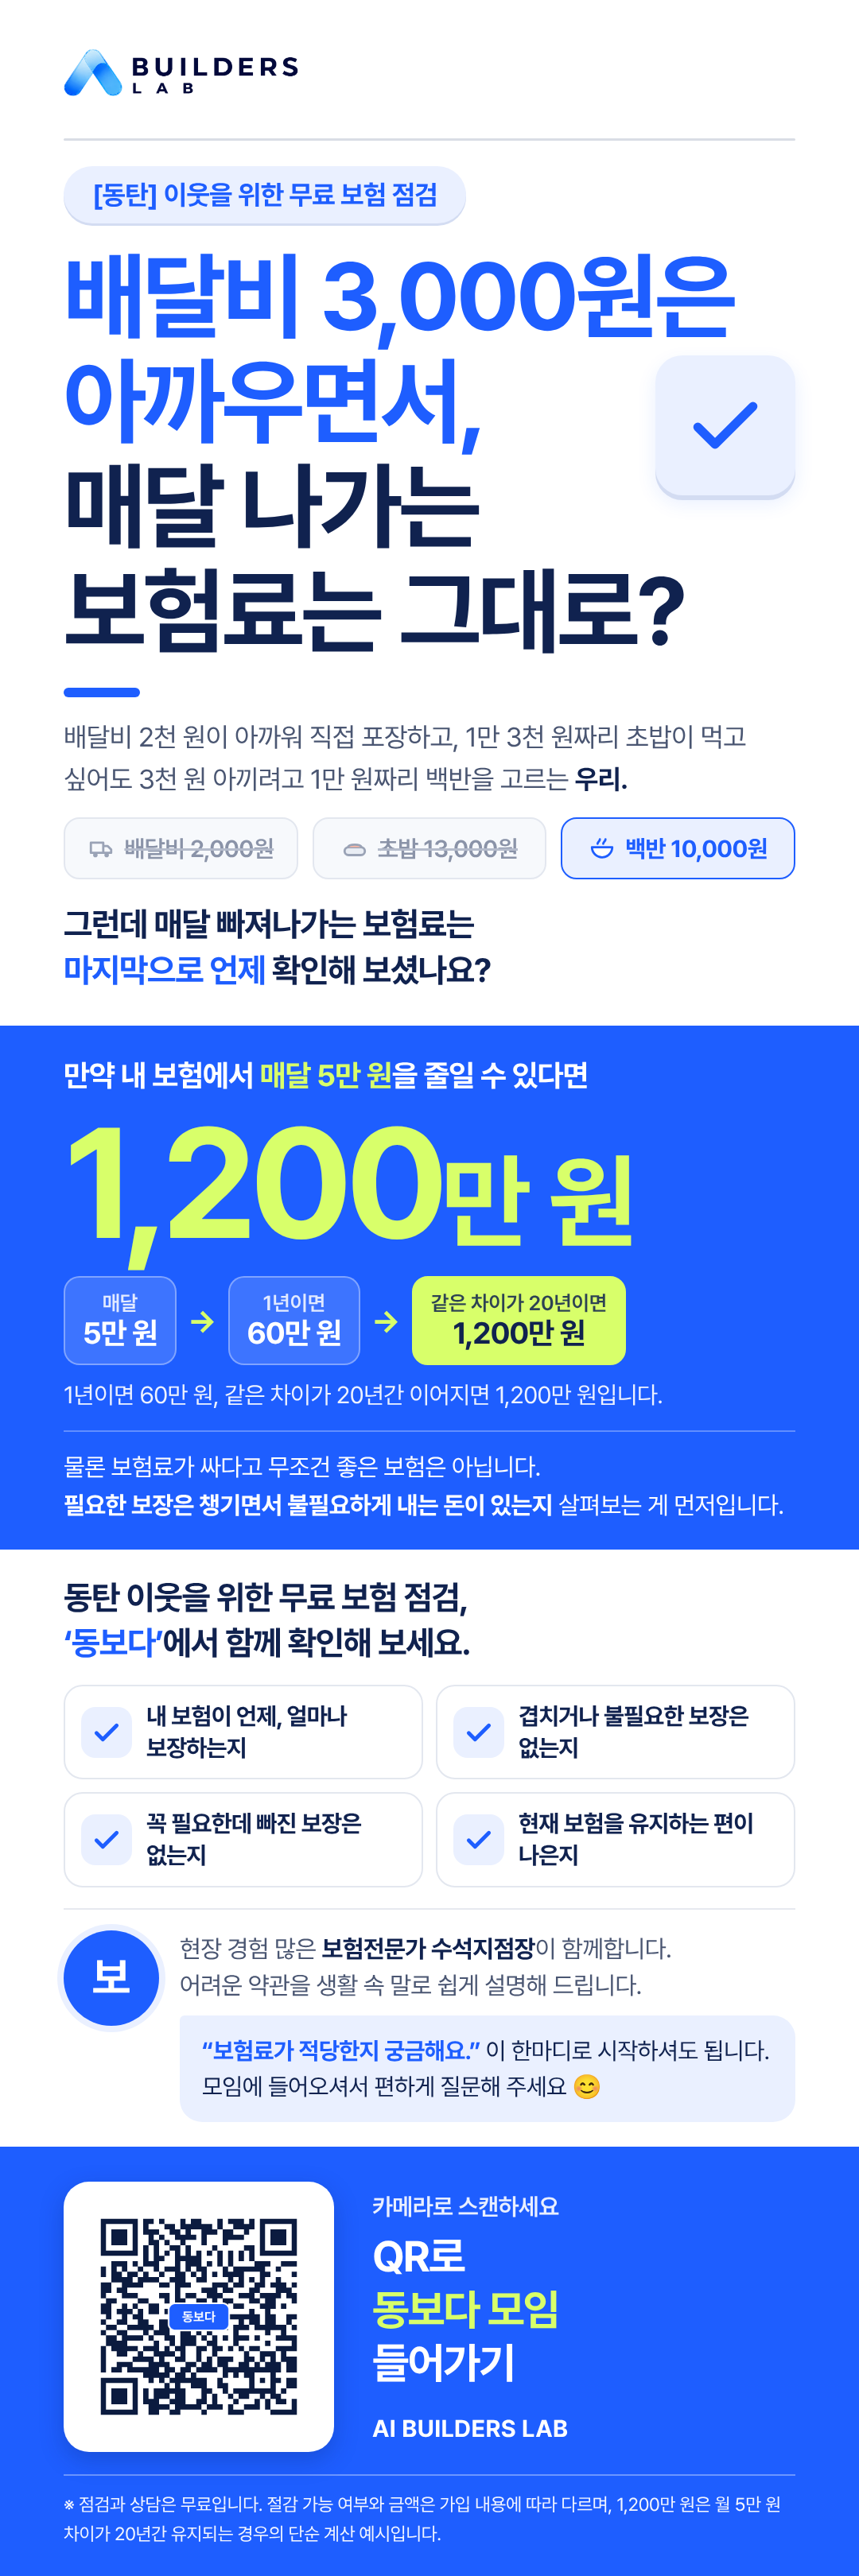 BUILDERS
LAB
[동탄] 이웃을 위한 무료 보험 점검
배달비 3,000원은
아까우면서,
매달 나가는
보험료는 그대로?
배달비 2천 원이 아까워 직접 포장하고, 1만 3천 원짜리 초밥이 먹고
싶어도 3천 원 아끼려고 1만 원짜리 백반을 고르는 우리.
배달비 2,000원
초밥 13,000원
백반 10,000원
그런데 매달 빠져나가는 보험료는
마지막으로 언제 확인해 보셨나요?
만약 내 보험에서 매달 5만 원을 줄일 수 있다면
1,200만 원
매달
5만 원
→
1년이면
60만 원
→
같은 차이가 20년이면
1,200만 원
1년이면 60만 원, 같은 차이가 20년간 이어지면 1,200만 원입니다.
물론 보험료가 싸다고 무조건 좋은 보험은 아닙니다.
필요한 보장은 챙기면서 불필요하게 내는 돈이 있는지 살펴보는 게 먼저입니다.
동탄 이웃을 위한 무료 보험 점검,
‘동보다’에서 함께 확인해 보세요.
내 보험이 언제, 얼마나
보장하는지
겹치거나 불필요한 보장은
없는지
꼭 필요한데 빠진 보장은
없는지
현재 보험을 유지하는 편이
나은지
보
현장 경험 많은 보험전문가 수석지점장이 함께합니다.
어려운 약관을 생활 속 말로 쉽게 설명해 드립니다.
“보험료가 적당한지 궁금해요.” 이 한마디로 시작하셔도 됩니다.
모임에 들어오셔서 편하게 질문해 주세요 😊
동보다
카메라로 스캔하세요
QR로
동보다 모임
들어가기
AI BUILDERS LAB
※ 점검과 상담은 무료입니다. 절감 가능 여부와 금액은 가입 내용에 따라 다르며, 1,200만 원은 월 5만 원
차이가 20년간 유지되는 경우의 단순 계산 예시입니다.